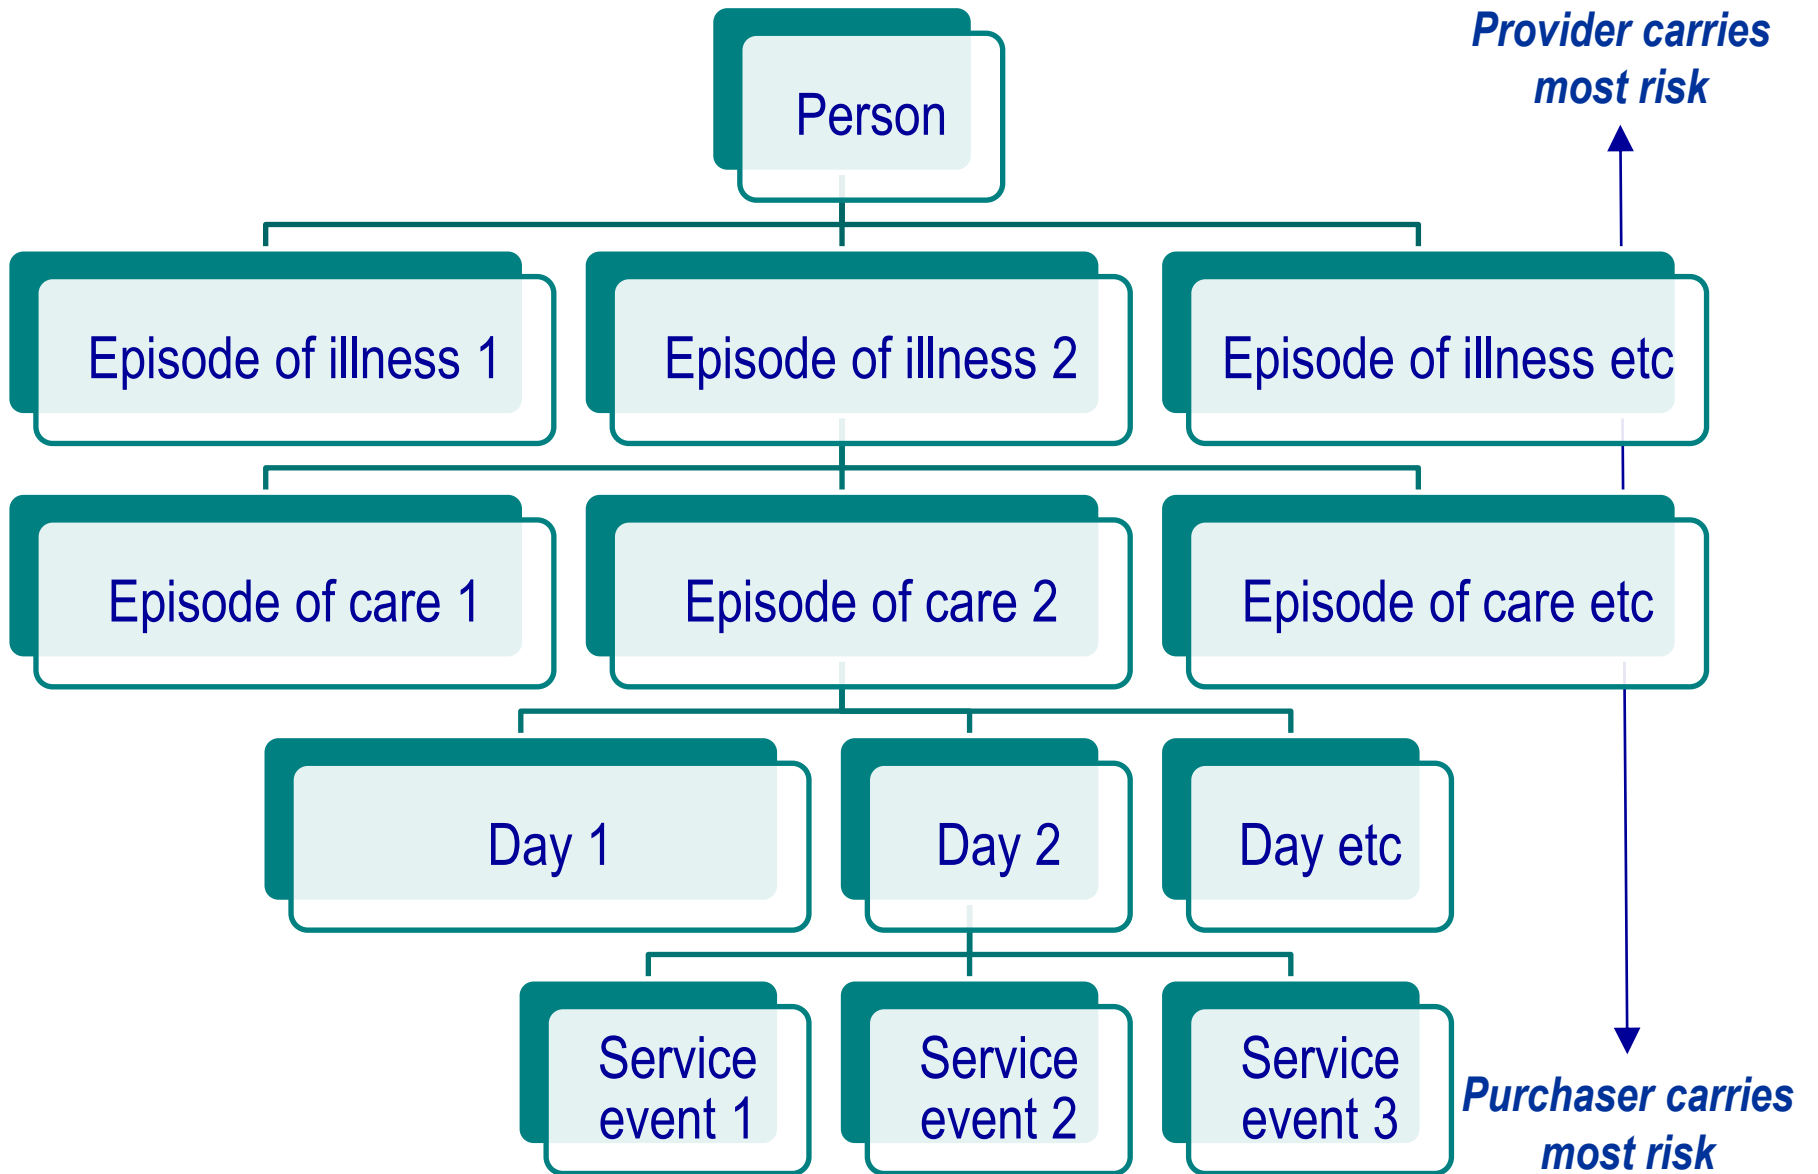 Provider carries
most risk
Person
Episode of illness 1
Episode of illness 2
Episode of illness etc
Episode of care 1
Episode of care 2
Episode of care etc
Day 1
Day 2
Day etc
Service
event 1
Service
event 2
Service
event 3
Purchaser carries
most risk